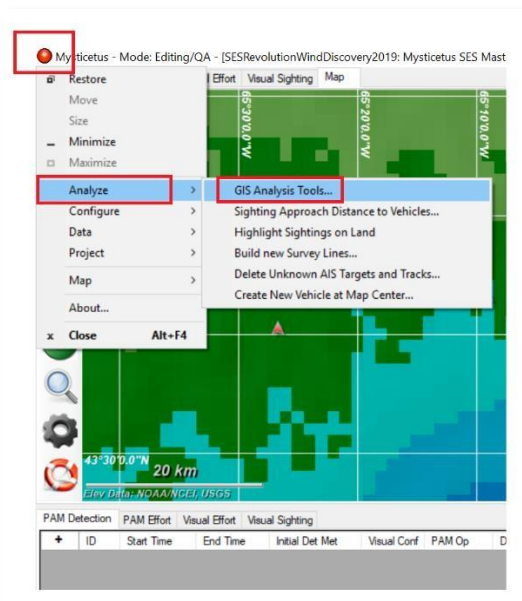 Mysticetus - Mode: Editing/QA - [SESRevolutionWindDiscovery2019: Mysticetus SES Mast
Effort Visual Sighting Map
Restore
Move
Size
Minimize
Maximize
Analyze >
Configure >
Data >
Project >
Map >
About...
x Close Alt+F4
GIS Analysis Tools...
Sighting Approach Distance to Vehicles...
Highlight Sightings on Land
Build new Survey Lines...
Delete Unknown AIS Targets and Tracks...
Create New Vehicle at Map Center...
65°30'0.0"W
65°20'0.0"W
65°10'0.0"W
43°30'0.0"N
20 km
Elev Data: NOAA/NCEI, USGS
PAM Detection PAM Effort Visual Effort Visual Sighting
+ ID Start Time End Time Initial Det Met Visual Conf PAM Op D